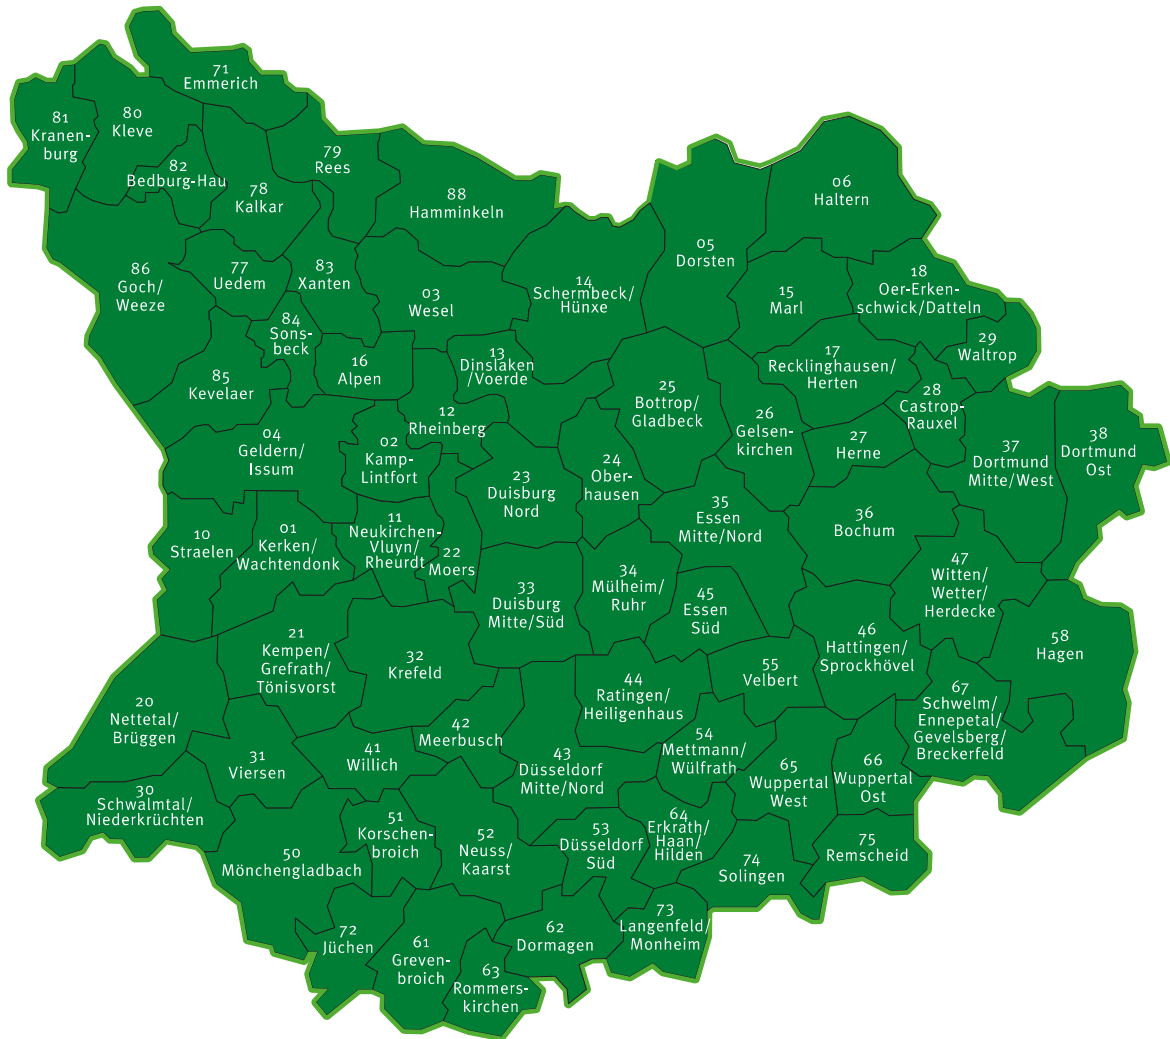 71
Emmerich
81
Kranen-
burg
80
Kleve
82
Bedburg-Hau
79
Rees
78
Kalkar
88
Hamminkeln
06
Haltern
05
Dorsten
86
Goch/
Weeze
77
Uedem
83
Xanten
03
Wesel
14
Schermbeck/
Hünxe
15
Marl
18
Oer-Erken-
schwick/Datteln
84
Sons-
beck
16
Alpen
13
Dinslaken
/Voerde
17
Recklinghausen/
Herten
29
Waltrop
85
Kevelaer
12
Rheinberg
25
Bottrop/
Gladbeck
26
Gelsen-
kirchen
28
Castrop-
Rauxel
27
Herne
04
Geldern/
Issum
02
Kamp-
Lintfort
23
Duisburg
Nord
24
Ober-
hausen
37
Dortmund
Mitte/West
38
Dortmund
Ost
10
Straelen
01
Kerken/
Wachtendonk
11
Neukirchen-
Vluyn/
Rheurdt
22
Moers
35
Essen
Mitte/Nord
36
Bochum
33
Duisburg
Mitte/Süd
34
Mülheim/
Ruhr
45
Essen
Süd
47
Witten/
Wetter/
Herdecke
21
Kempen/
Grefrath/
Tönisvorst
32
Krefeld
46
Hattingen/
Sprockhövel
58
Hagen
20
Nettetal/
Brüggen
44
Ratingen/
Heiligenhaus
55
Velbert
67
Schwelm/
Ennepetal/
Gevelsberg/
Breckerfeld
31
Viersen
41
Willich
42
Meerbusch
43
Düsseldorf
Mitte/Nord
54
Mettmann/
Wülfrath
65
Wuppertal
West
66
Wuppertal
Ost
30
Schwalmtal/
Niederkrüchten
51
Korschen-
broich
52
Neuss/
Kaarst
53
Düsseldorf
Süd
64
Erkrath/
Haan/
Hilden
75
Remscheid
50
Mönchengladbach
74
Solingen
72
Jüchen
61
Greven-
broich
62
Dormagen
73
Langenfeld/
Monheim
63
Rommers-
kirchen